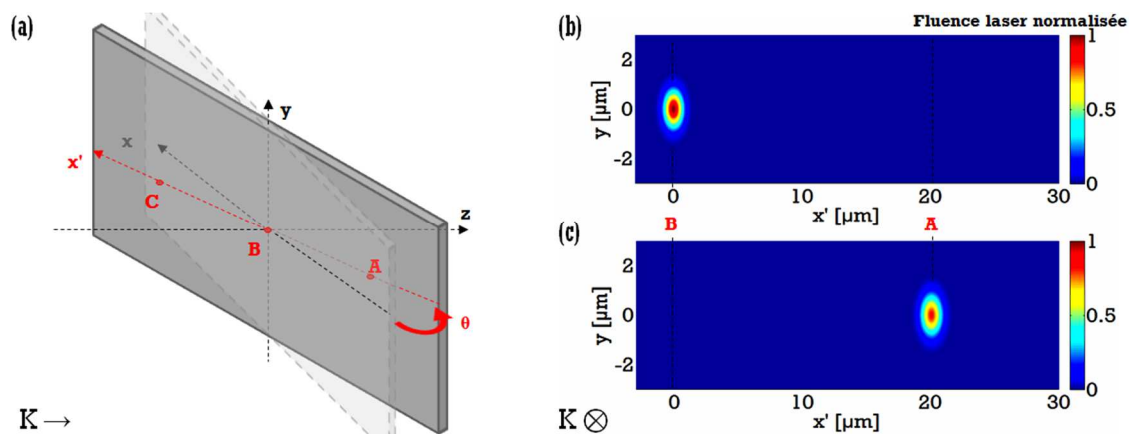 (a)
y
x
x'
C
z
B
A
θ
K →
Fluence laser normalisée
(b)
y [µm]
2
0
-2
0
10
20
30
x' [µm]
1
0.5
0
B
A
(c)
y [µm]
2
0
-2
0
10
20
30
x' [µm]
1
0.5
0
K ⊗